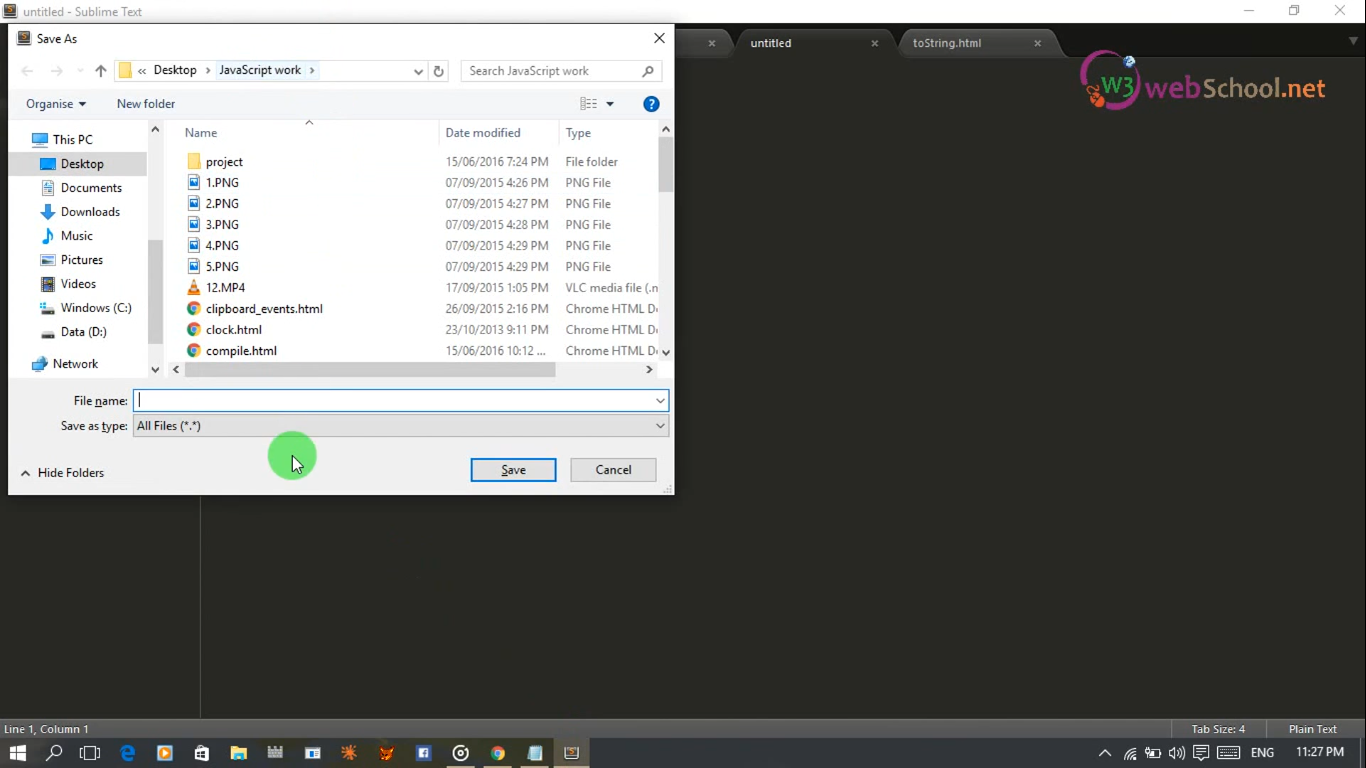 untitled - Sublime Text
Save As
untitled
toString.html
« Desktop › JavaScript work ›
Search JavaScript work
W3webSchool.net
Organise
New folder
Name Date modified Type
This PC
Desktop
Documents
Downloads
Music
Pictures
Videos
Windows (C:)
Data (D:)
Network
project 15/06/2016 7:24 PM File folder
1.PNG 07/09/2015 4:26 PM PNG File
2.PNG 07/09/2015 4:27 PM PNG File
3.PNG 07/09/2015 4:28 PM PNG File
4.PNG 07/09/2015 4:29 PM PNG File
5.PNG 07/09/2015 4:29 PM PNG File
12.MP4 17/09/2015 1:05 PM VLC media file (.m
clipboard_events.html 26/09/2015 2:16 PM Chrome HTML Do
clock.html 23/10/2013 9:11 PM Chrome HTML Do
compile.html 15/06/2016 10:12 ... Chrome HTML Do
File name:
Save as type: All Files (*.*)
Hide Folders
Save
Cancel
Line 1, Column 1
Tab Size: 4
Plain Text
ENG
11:27 PM